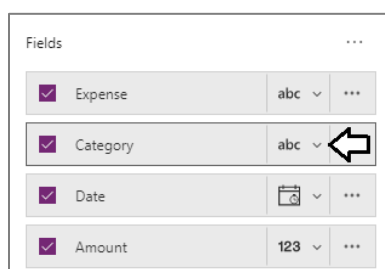 Fields ...
Expense abc ...
Category abc ...
Date ...
Amount 123 ...